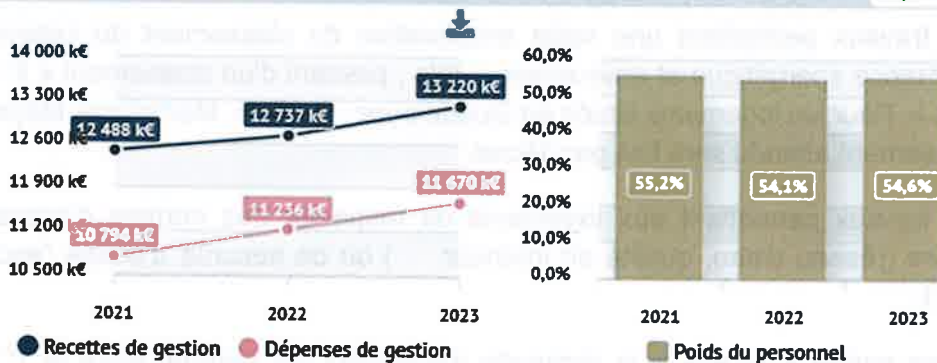 14 000 k€
13 300 k€
12 600 k€
11 900 k€
11 200 k€
10 500 k€
12 488 k€
12 737 k€
13 220 k€
10 794 k€
11 236 k€
11 670 k€
2021
2022
2023
Recettes de gestion
Dépenses de gestion
60,0%
50,0%
40,0%
30,0%
20,0%
10,0%
0,0%
55,2%
54,1%
54,6%
2021
2022
2023
Poids du personnel